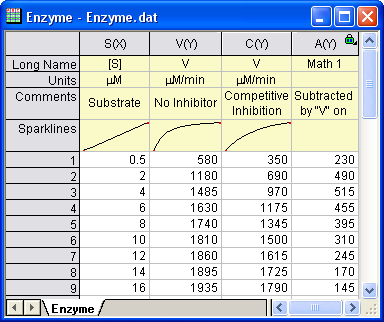 Enzyme - Enzyme.dat
S(X) V(Y) C(Y) A(Y)
Long Name [S] V V Math 1
Units µM µM/min µM/min
Comments Substrate No Inhibitor Competitive Inhibition Subtracted by "V" on
Sparklines
1 0.5 580 350 230
2 2 1180 690 490
3 4 1485 970 515
4 6 1630 1175 455
5 8 1740 1345 395
6 10 1810 1500 310
7 12 1860 1615 245
8 14 1895 1725 170
9 16 1935 1790 145
Enzyme